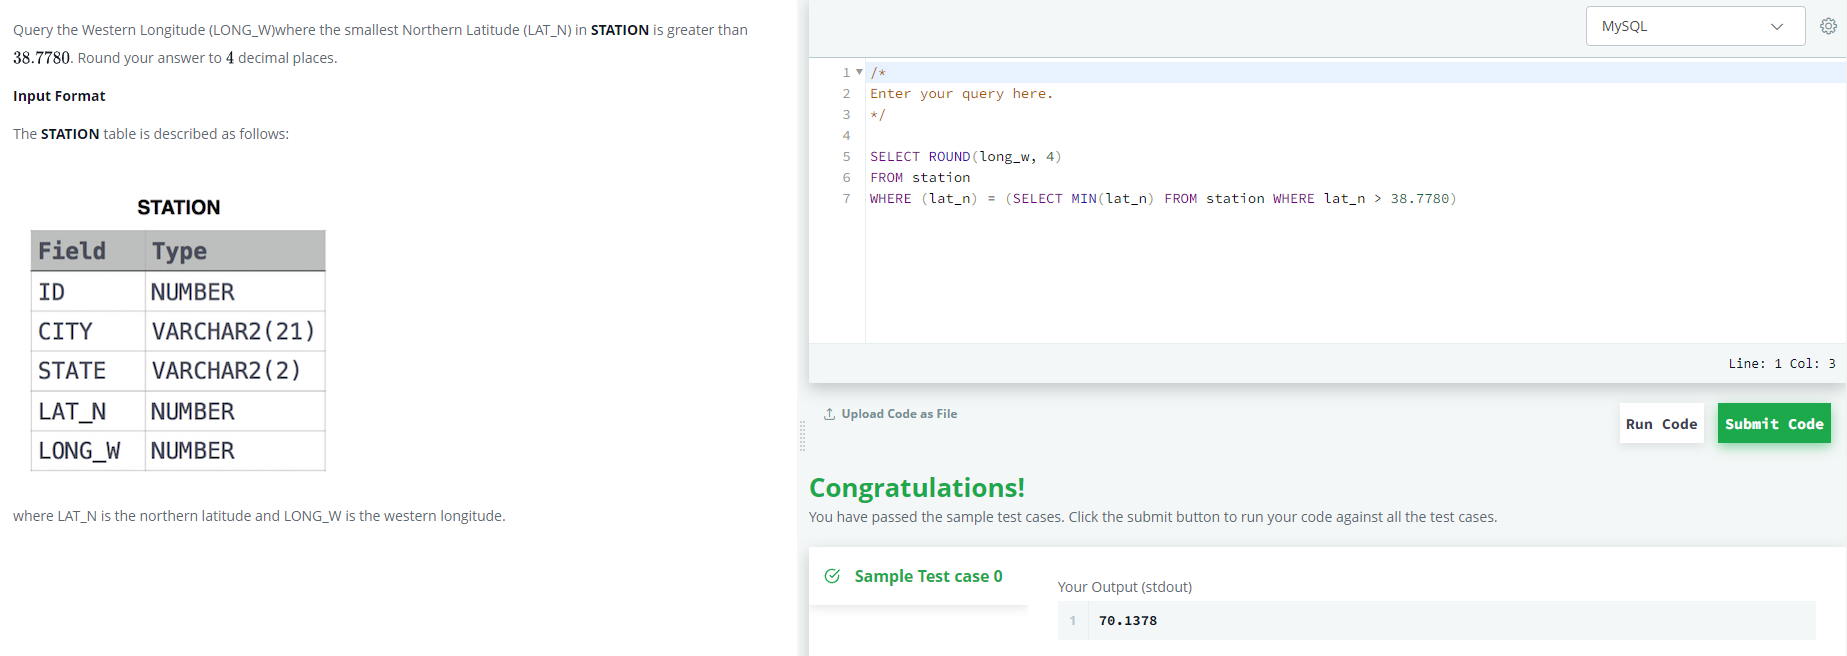 Query the Western Longitude (LONG_W)where the smallest Northern Latitude (LAT_N) in STATION is greater than
38.7780. Round your answer to 4 decimal places.
Input Format
The STATION table is described as follows:
STATION
Field Type
ID NUMBER
CITY VARCHAR2(21)
STATE VARCHAR2(2)
LAT_N NUMBER
LONG_W NUMBER
where LAT_N is the northern latitude and LONG_W is the western longitude.
MySQL
1 /*
2 Enter your query here.
3 */
4
5 SELECT ROUND(long_w, 4)
6 FROM station
7 WHERE (lat_n) = (SELECT MIN(lat_n) FROM station WHERE lat_n > 38.7780)
Line: 1 Col: 3
Upload Code as File
Run Code
Submit Code
Congratulations!
You have passed the sample test cases. Click the submit button to run your code against all the test cases.
Sample Test case 0
Your Output (stdout)
1 70.1378